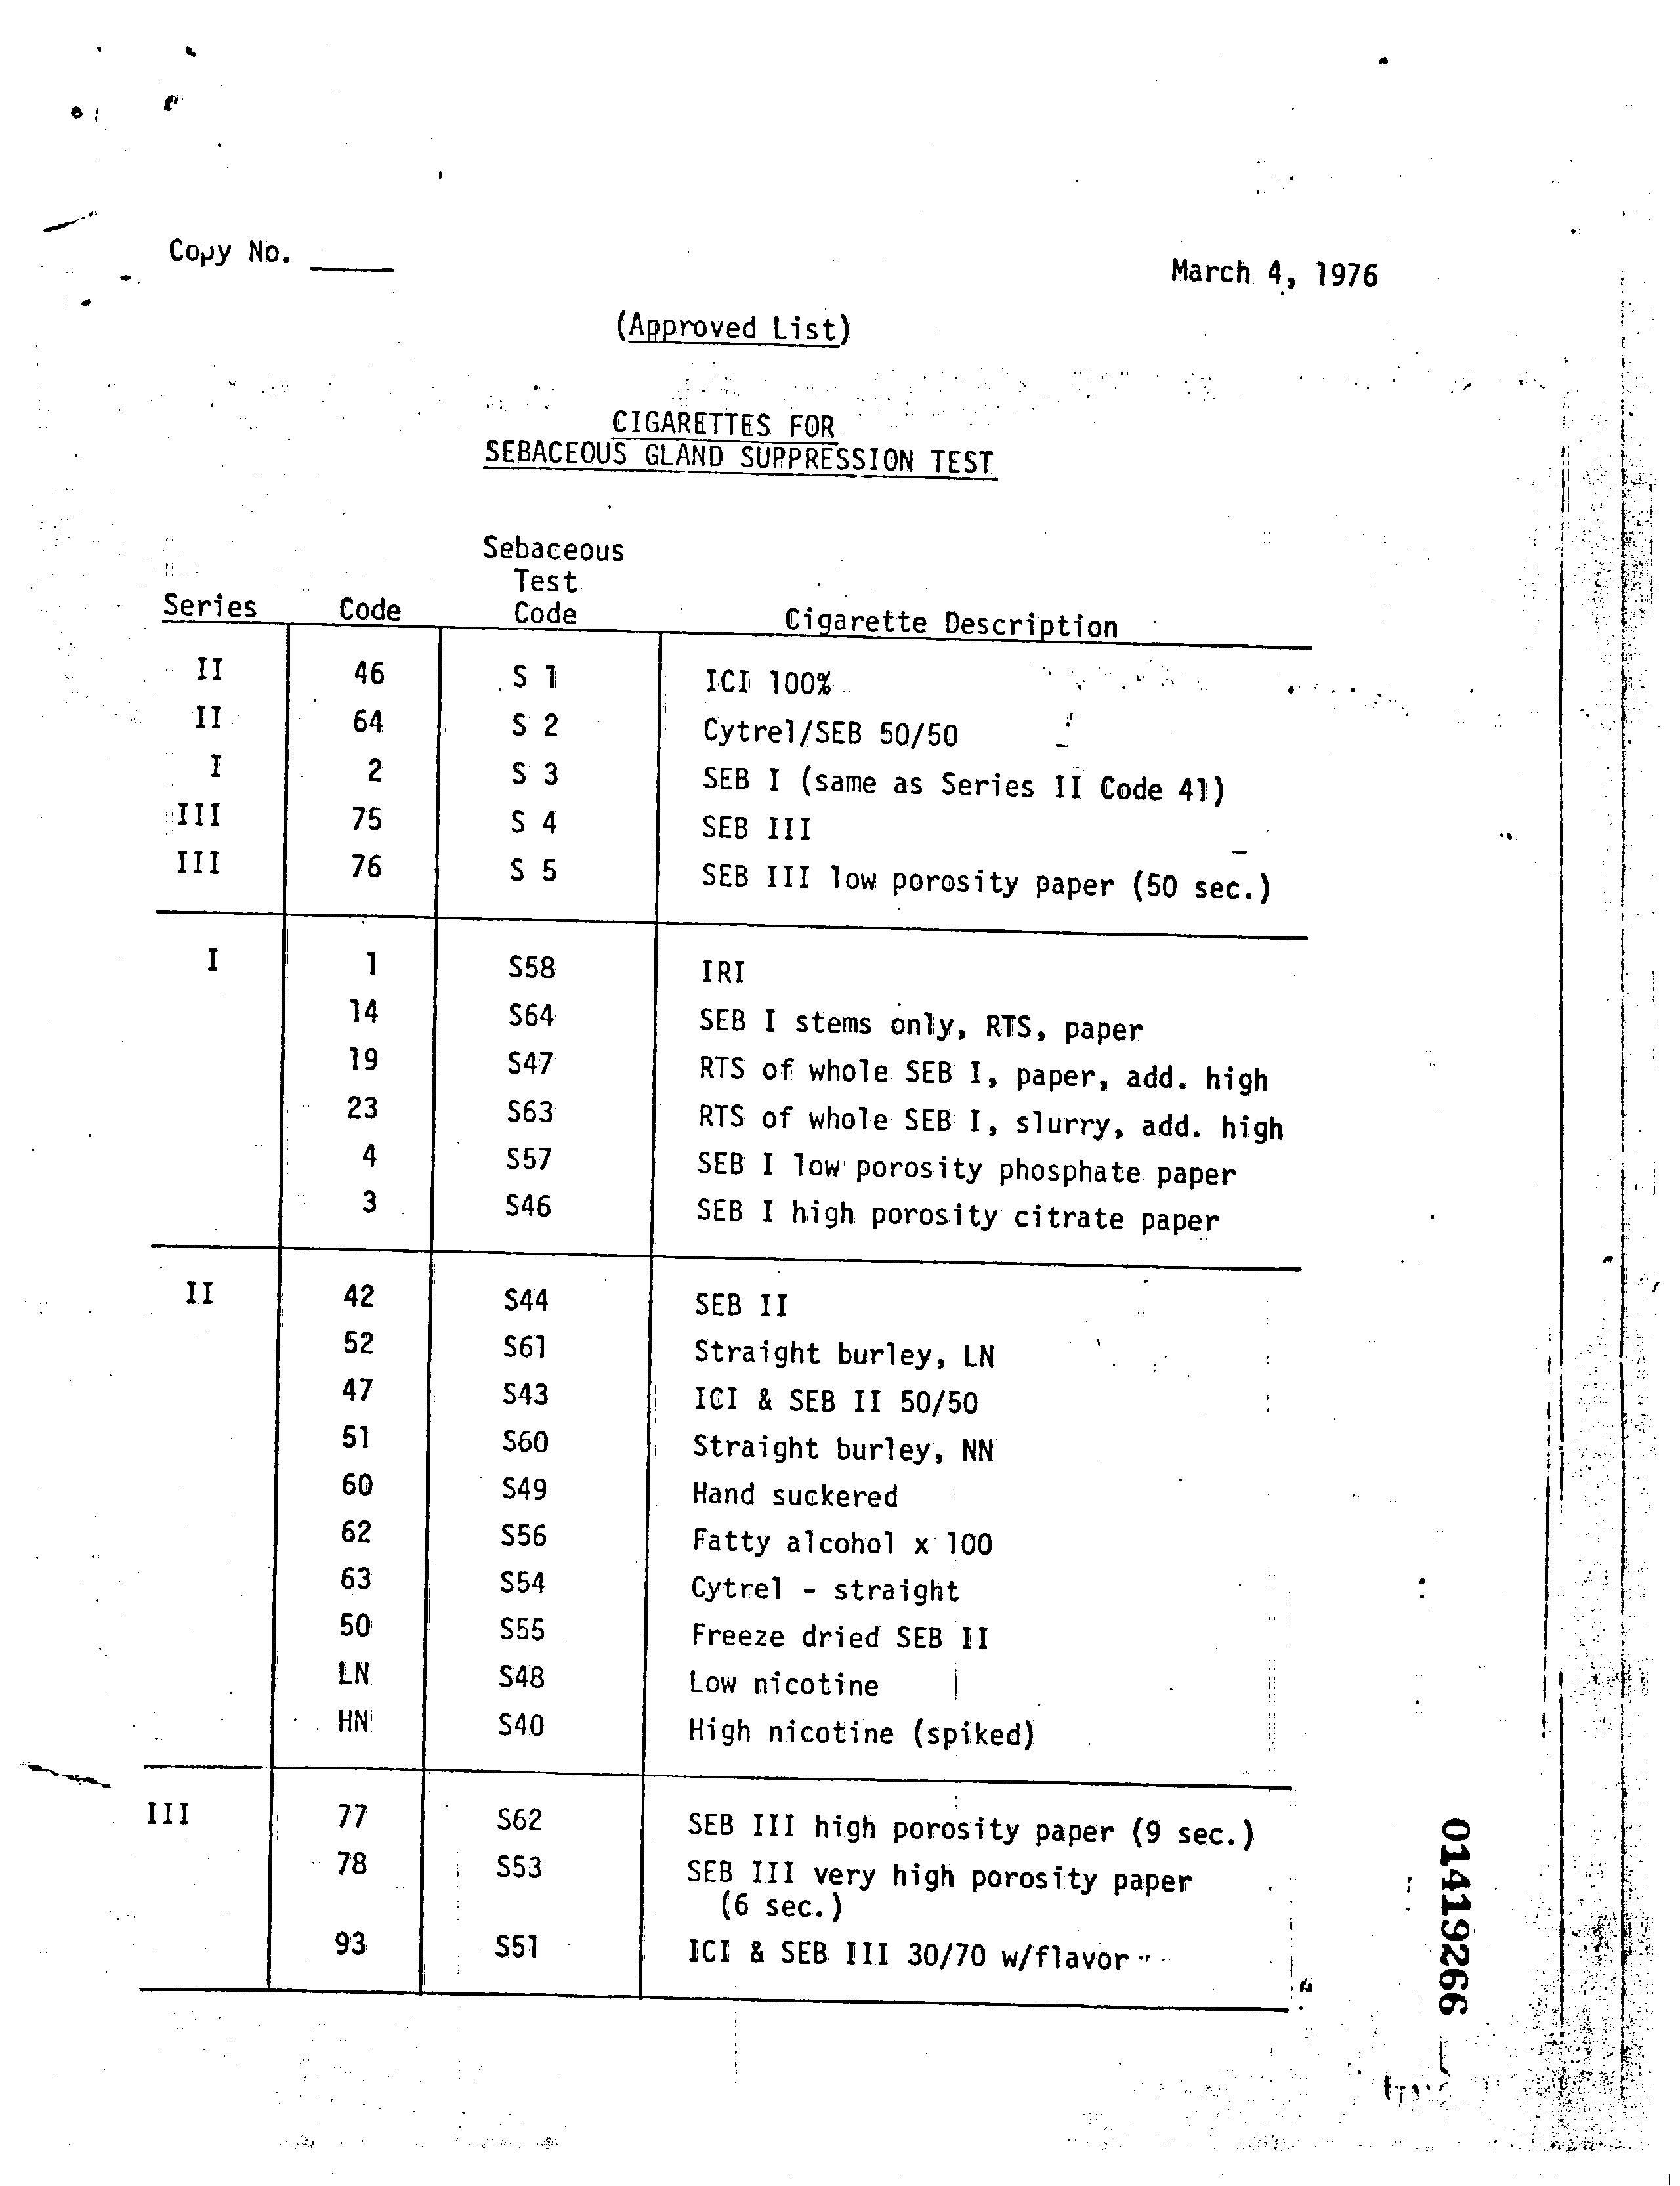 Copy No. _____
March 4, 1976
(Approved List)
CIGARETTES FOR
SEBACEOUS GLAND SUPPRESSION TEST
Sebaceous
Test
Series Code Code Cigarette Description
II 46 S 1 ICI 100%
II 64 S 2 Cytrel/SEB 50/50
I 2 S 3 SEB I (same as Series II Code 41)
III 75 S 4 SEB III
III 76 S 5 SEB III low porosity paper (50 sec.)
I 1 S58 IRI
14 S64 SEB I stems only, RTS, paper
19 S47 RTS of whole SEB I, paper, add. high
23 S63 RTS of whole SEB I, slurry, add. high
4 S57 SEB I low porosity phosphate paper
3 S46 SEB I high porosity citrate paper
II 42 S44 SEB II
52 S61 Straight burley, LN
47 S43 ICI & SEB II 50/50
51 S60 Straight burley, NN
60 S49 Hand suckered
62 S56 Fatty alcohol x 100
63 S54 Cytrel - straight
50 S55 Freeze dried SEB II
LN S48 Low nicotine
HN S40 High nicotine (spiked)
III 77 S62 SEB III high porosity paper (9 sec.)
78 S53 SEB III very high porosity paper
(6 sec.)
93 S51 ICI & SEB III 30/70 w/flavor
01419266